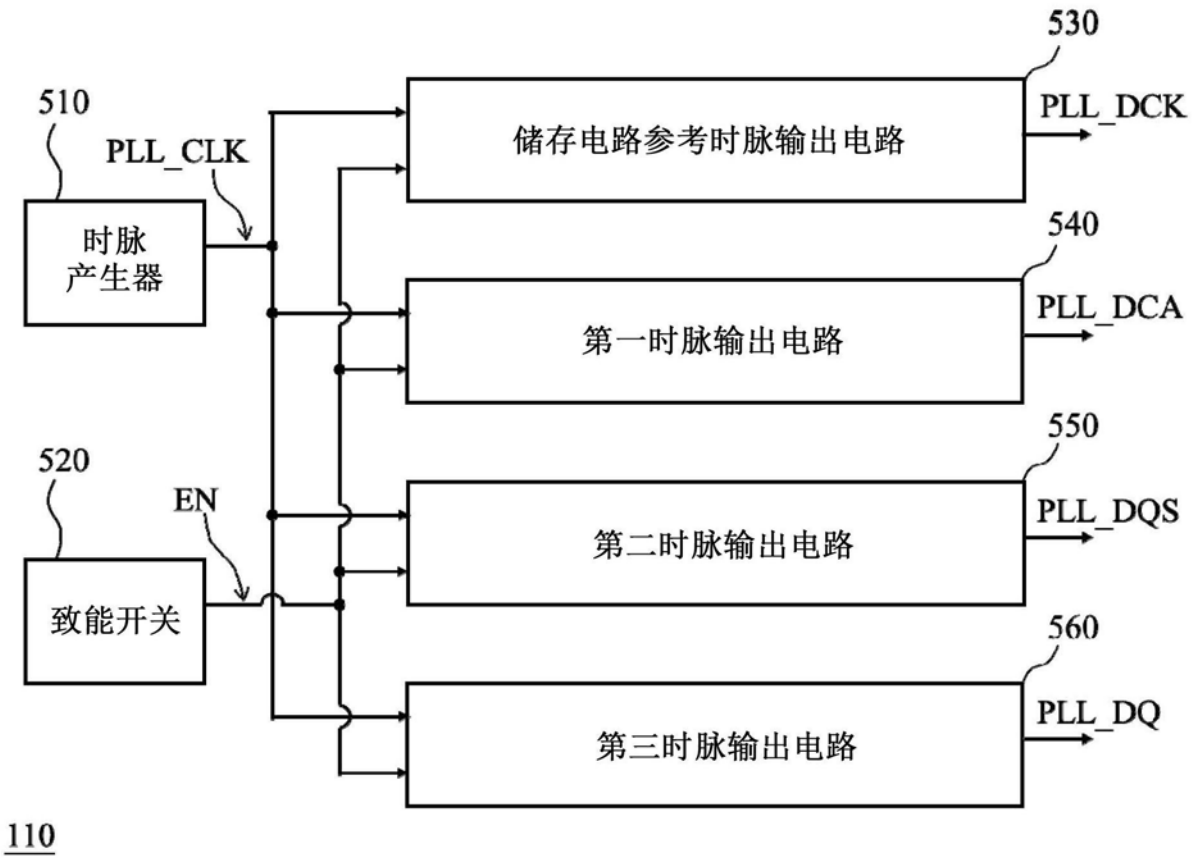 530
510
PLL_CLK
储存电路参考时脉输出电路
PLL_DCK
时脉
产生器
540
第一时脉输出电路
PLL_DCA
520
EN
550
第二时脉输出电路
PLL_DQS
致能开关
560
第三时脉输出电路
PLL_DQ
110